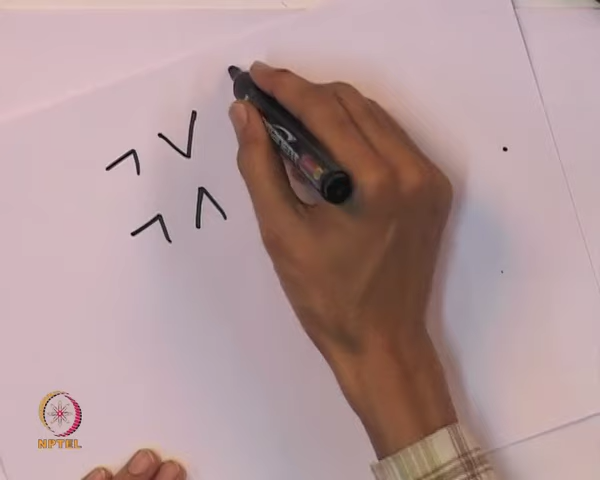 ¬ ∨
¬ ∧
NPTEL